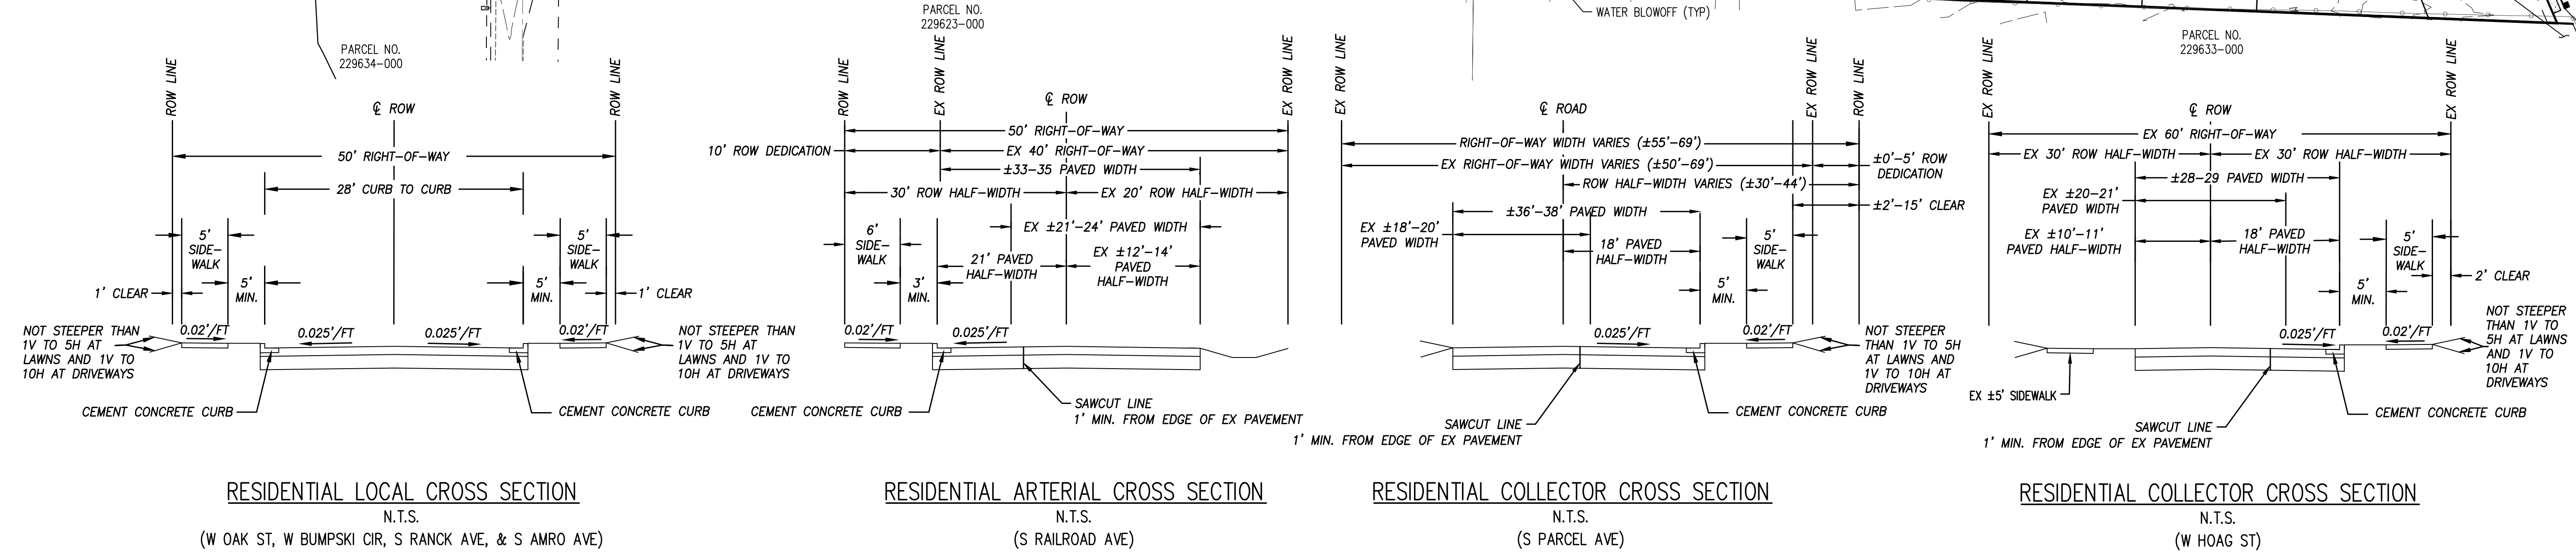 PARCEL NO.
229634-000
ROW LINE
ROW LINE
℄ ROW
50' RIGHT-OF-WAY
28' CURB TO CURB
5'
SIDE-
WALK
5'
SIDE-
WALK
1' CLEAR
5'
MIN.
5'
MIN.
1' CLEAR
NOT STEEPER THAN
1V TO 5H AT
LAWNS AND 1V TO
10H AT DRIVEWAYS
0.02'/FT
0.025'/FT
0.025'/FT
0.02'/FT
NOT STEEPER THAN
1V TO 5H AT
LAWNS AND 1V TO
10H AT DRIVEWAYS
CEMENT CONCRETE CURB
CEMENT CONCRETE CURB
RESIDENTIAL LOCAL CROSS SECTION
N.T.S.
(W OAK ST, W BUMPSKI CIR, S RANCK AVE, & S AMRO AVE)
PARCEL NO.
229623-000
ROW LINE
EX ROW LINE
EX ROW LINE
℄ ROW
50' RIGHT-OF-WAY
10' ROW DEDICATION
EX 40' RIGHT-OF-WAY
±33-35 PAVED WIDTH
30' ROW HALF-WIDTH
EX 20' ROW HALF-WIDTH
EX ±21'-24' PAVED WIDTH
6'
SIDE-
WALK
3'
MIN.
21' PAVED
HALF-WIDTH
EX ±12'-14'
PAVED
HALF-WIDTH
0.02'/FT
0.025'/FT
CEMENT CONCRETE CURB
SAWCUT LINE
1' MIN. FROM EDGE OF EX PAVEMENT
RESIDENTIAL ARTERIAL CROSS SECTION
N.T.S.
(S RAILROAD AVE)
WATER BLOWOFF (TYP)
EX ROW LINE
EX ROW LINE
ROW LINE
℄ ROAD
RIGHT-OF-WAY WIDTH VARIES (±55'-69')
EX RIGHT-OF-WAY WIDTH VARIES (±50'-69')
±0'-5' ROW
DEDICATION
ROW HALF-WIDTH VARIES (±30'-44')
±2'-15' CLEAR
±36'-38' PAVED WIDTH
EX ±18'-20'
PAVED WIDTH
18' PAVED
HALF-WIDTH
5'
SIDE-
WALK
5'
MIN.
0.025'/FT
0.02'/FT
NOT STEEPER
THAN 1V TO 5H
AT LAWNS AND
1V TO 10H AT
DRIVEWAYS
CEMENT CONCRETE CURB
SAWCUT LINE
1' MIN. FROM EDGE OF EX PAVEMENT
RESIDENTIAL COLLECTOR CROSS SECTION
N.T.S.
(S PARCEL AVE)
PARCEL NO.
229633-000
EX ROW LINE
EX ROW LINE
℄ ROW
EX 60' RIGHT-OF-WAY
EX 30' ROW HALF-WIDTH
EX 30' ROW HALF-WIDTH
±28-29 PAVED WIDTH
EX ±20-21'
PAVED WIDTH
EX ±10'-11'
PAVED HALF-WIDTH
18' PAVED
HALF-WIDTH
5'
SIDE-
WALK
2' CLEAR
5'
MIN.
0.025'/FT
0.02'/FT
NOT STEEPER
THAN 1V TO
5H AT LAWNS
AND 1V TO
10H AT
DRIVEWAYS
EX ±5' SIDEWALK
CEMENT CONCRETE CURB
SAWCUT LINE
1' MIN. FROM EDGE OF EX PAVEMENT
RESIDENTIAL COLLECTOR CROSS SECTION
N.T.S.
(W HOAG ST)